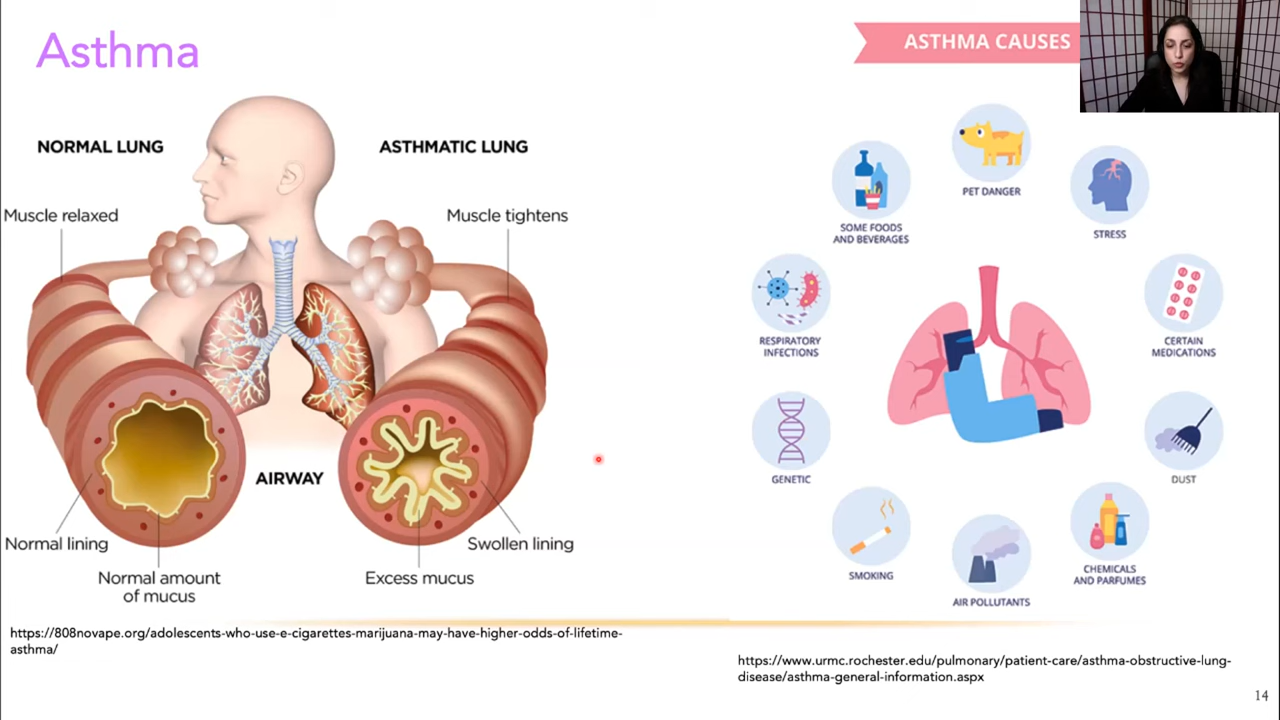 Asthma
NORMAL LUNG
ASTHMATIC LUNG
Muscle relaxed
Muscle tightens
AIRWAY
Normal lining
Swollen lining
Normal amount
of mucus
Excess mucus
https://808novape.org/adolescents-who-use-e-cigarettes-marijuana-may-have-higher-odds-of-lifetime-
asthma/
ASTHMA CAUSES
PET DANGER
SOME FOODS
AND BEVERAGES
STRESS
RESPIRATORY
INFECTIONS
CERTAIN
MEDICATIONS
GENETIC
DUST
SMOKING
AIR POLLUTANTS
CHEMICALS
AND PARFUMES
https://www.urmc.rochester.edu/pulmonary/patient-care/asthma-obstructive-lung-
disease/asthma-general-information.aspx
14